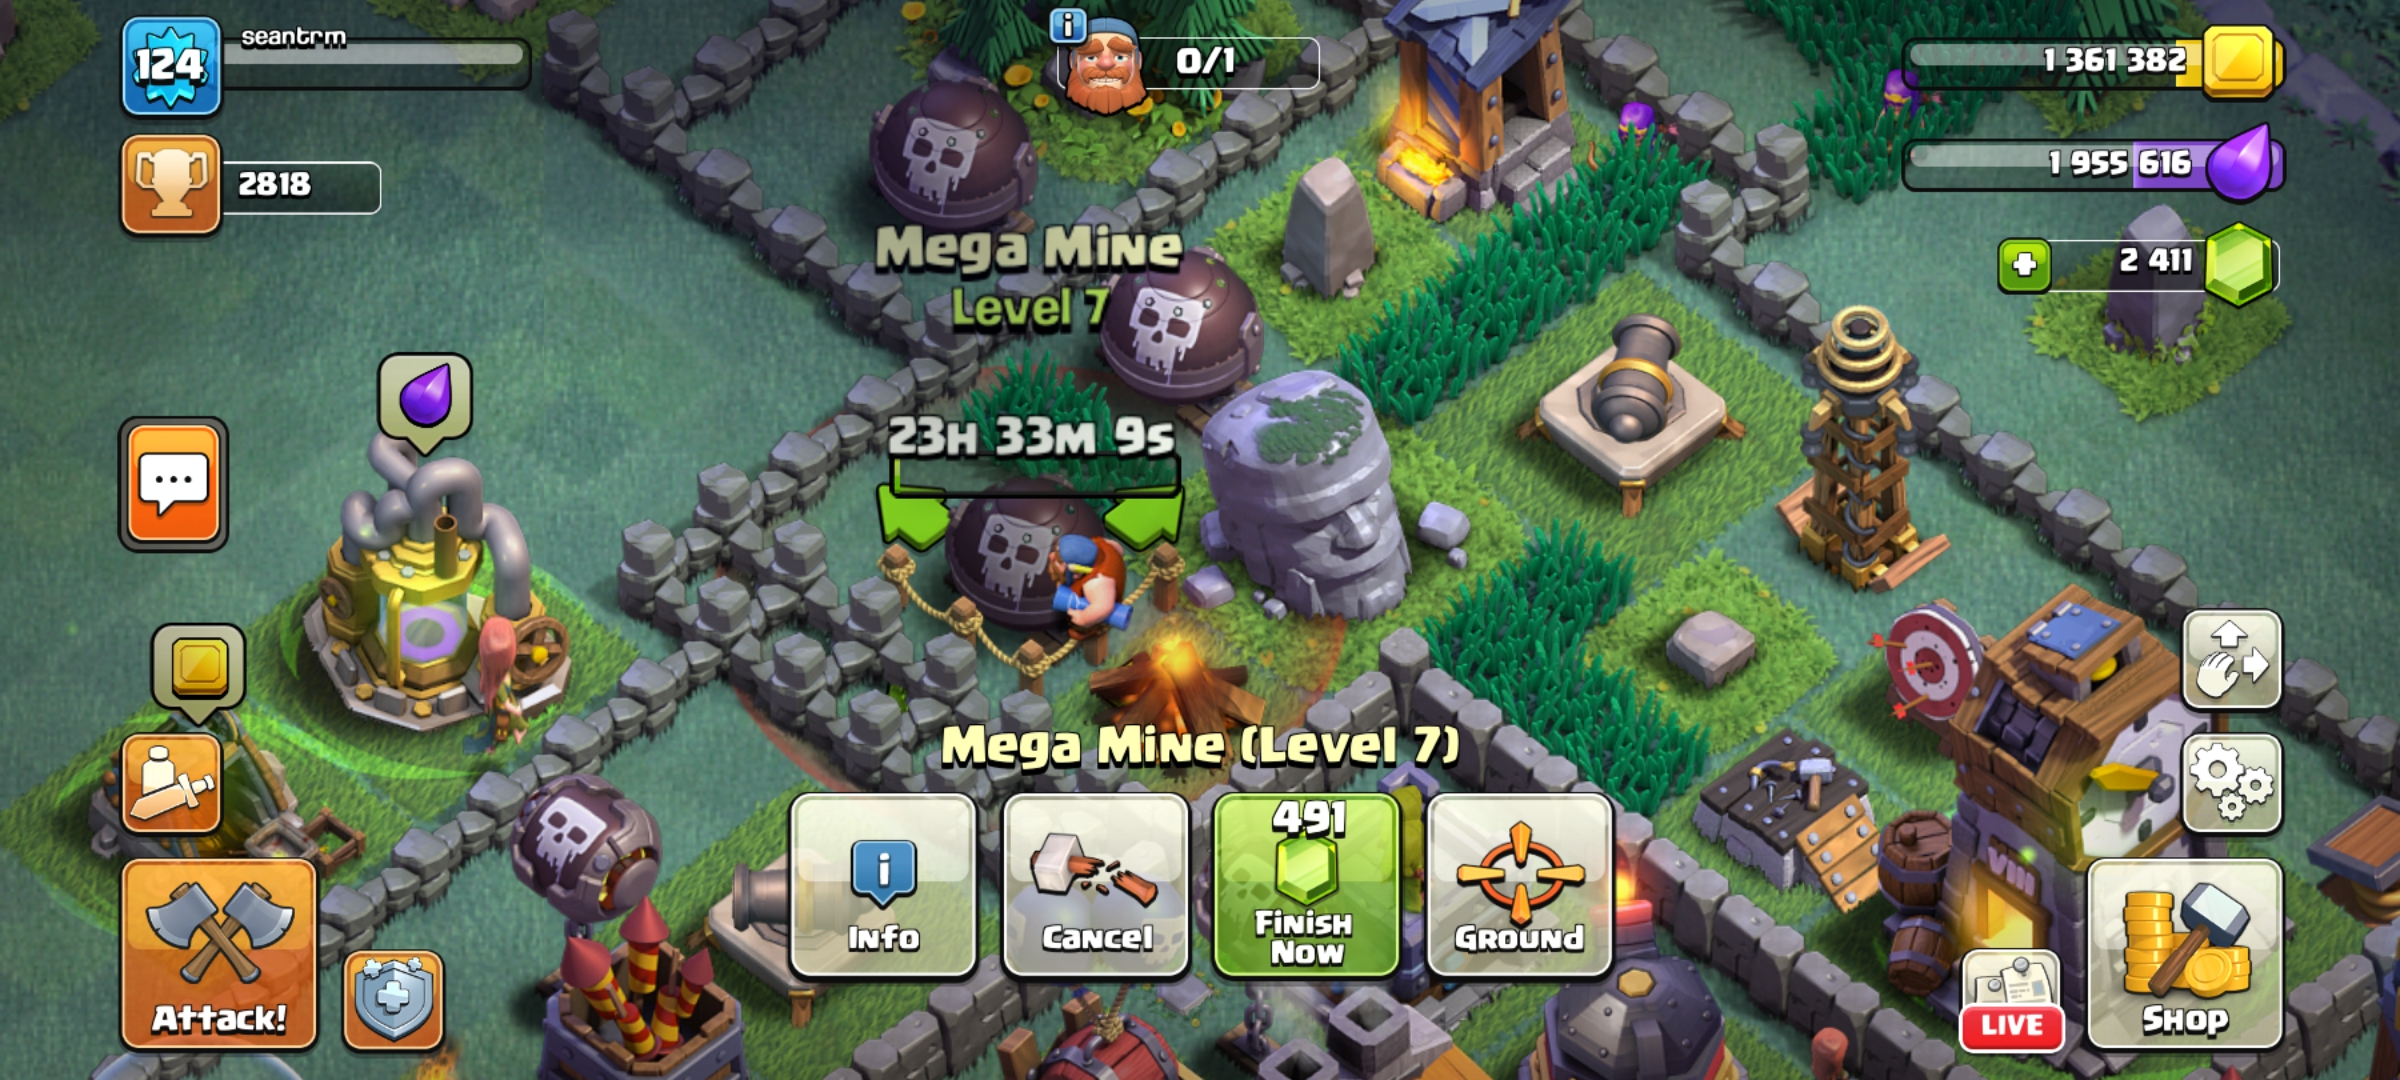 124
seantrm
0/1
1 361 382
2818
1 955 616
2 411
Mega Mine
Level 7
23H 33M 9S
Mega Mine (Level 7)
491
Info
Cancel
Finish
Now
Ground
Attack!
VIII
LIVE
Shop